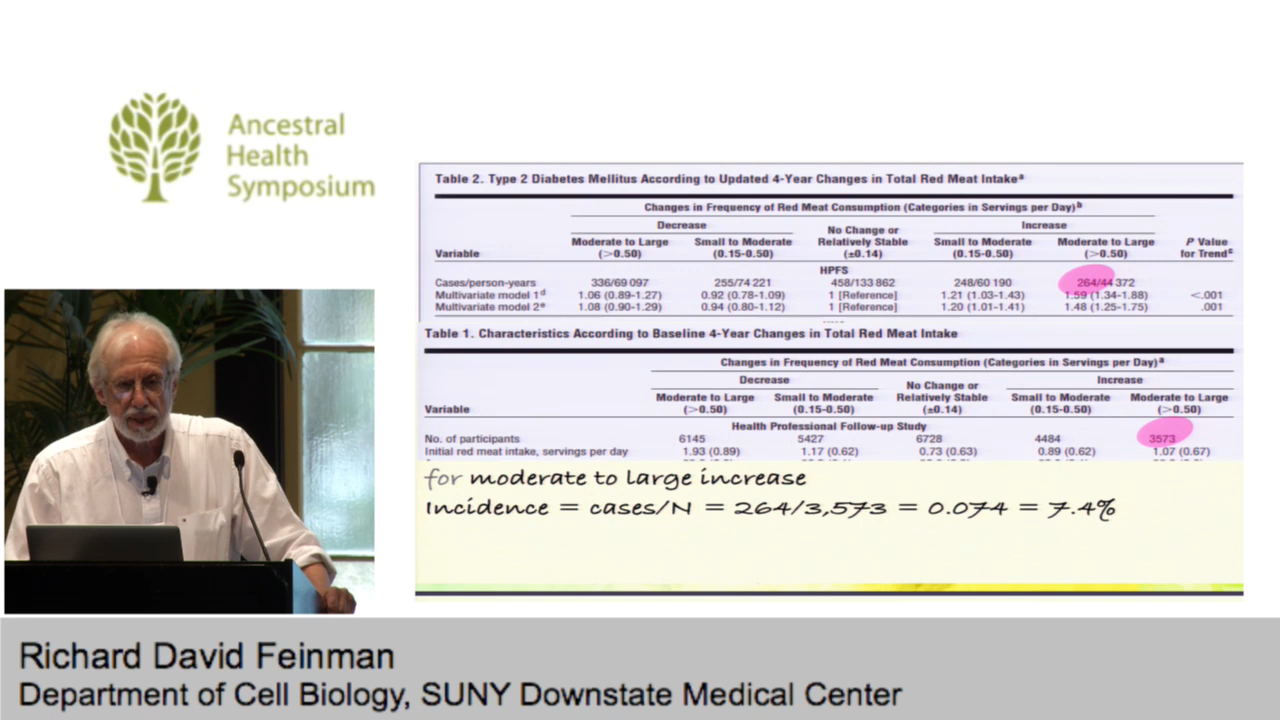 Ancestral
Health
Symposium
Table 2. Type 2 Diabetes Mellitus According to Updated 4-Year Changes in Total Red Meat Intakeᵃ
Changes in Frequency of Red Meat Consumption (Categories in Servings per Day)ᵇ
Decrease Increase
Variable Moderate to Large (>0.50) Small to Moderate (0.15-0.50) No Change or Relatively Stable (±0.14) Small to Moderate (0.15-0.50) Moderate to Large (>0.50) P Value for Trendᶜ
HPFS
Cases/person-years 336/69 097 255/74 221 458/133 862 248/60 190 264/44 372
Multivariate model 1ᵈ 1.06 (0.89-1.27) 0.92 (0.78-1.09) 1 [Reference] 1.21 (1.03-1.43) 1.59 (1.34-1.88) <.001
Multivariate model 2ᵉ 1.08 (0.90-1.29) 0.94 (0.80-1.12) 1 [Reference] 1.20 (1.01-1.41) 1.48 (1.25-1.75) .001
Table 1. Characteristics According to Baseline 4-Year Changes in Total Red Meat Intake
Changes in Frequency of Red Meat Consumption (Categories in Servings per Day)ᵃ
Decrease Increase
Variable Moderate to Large (>0.50) Small to Moderate (0.15-0.50) No Change or Relatively Stable (±0.14) Small to Moderate (0.15-0.50) Moderate to Large (>0.50)
Health Professional Follow-up Study
No. of participants 6145 5427 6728 4484 3573
Initial red meat intake, servings per day 1.93 (0.89) 1.17 (0.62) 0.73 (0.63) 0.89 (0.62) 1.07 (0.67)
for moderate to large increase
Incidence = cases/N = 264/3,573 = 0.074 = 7.4%
Richard David Feinman
Department of Cell Biology, SUNY Downstate Medical Center